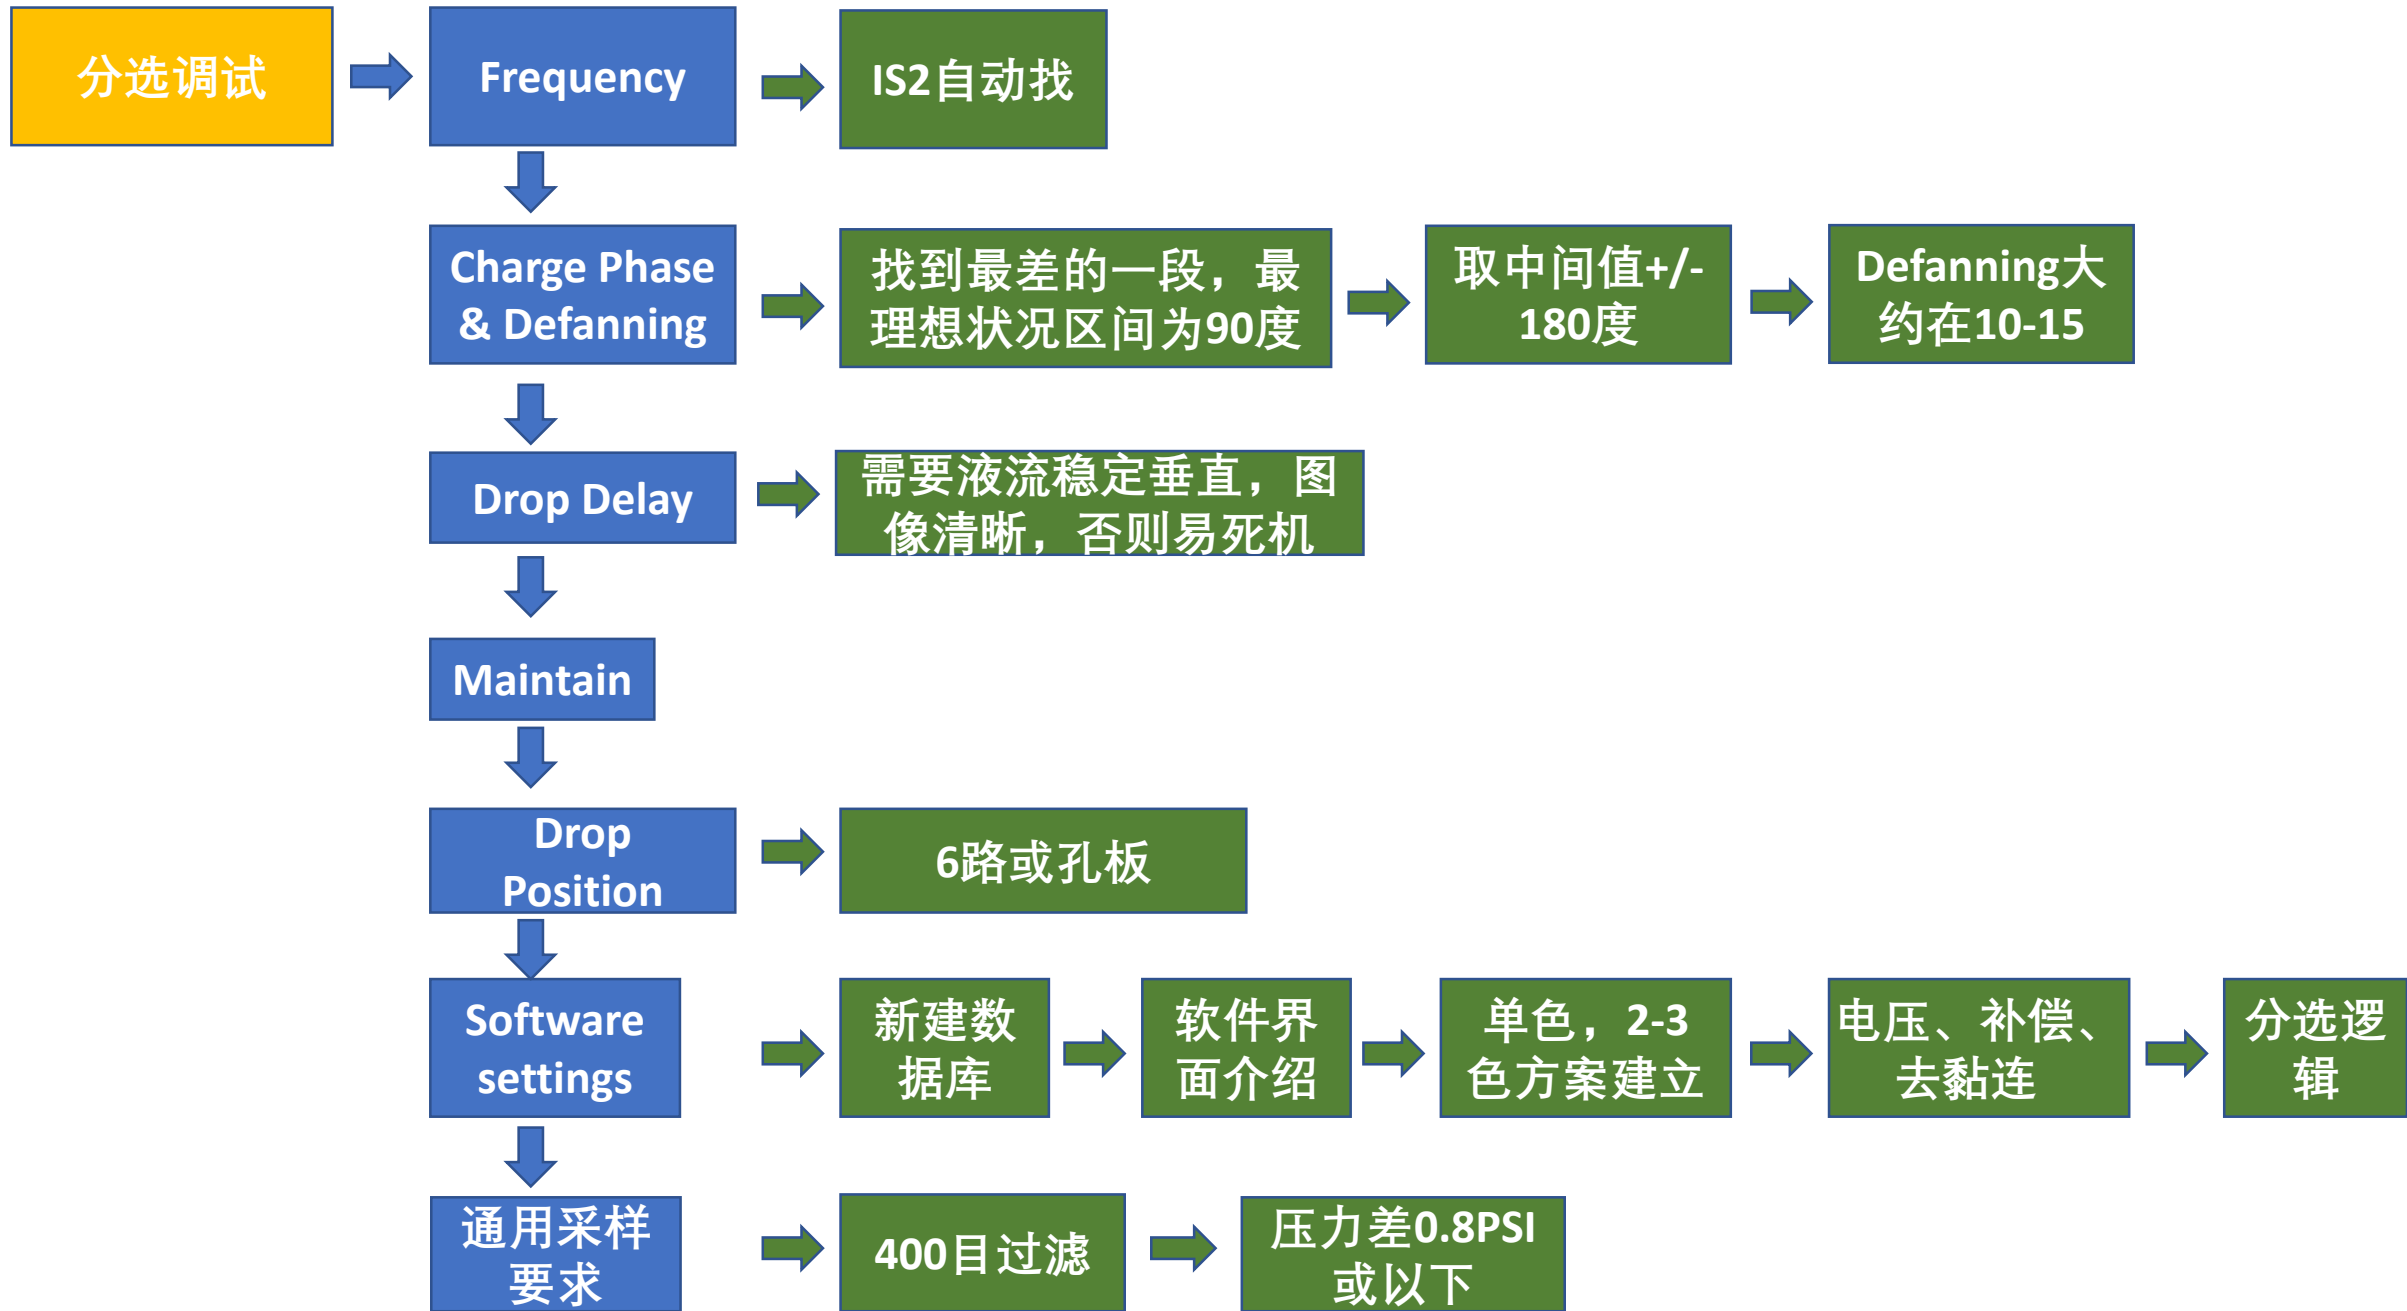 分选调试
Frequency
IS2自动找
Charge Phase
& Defanning
找到最差的一段，最
理想状况区间为90度
取中间值+/-
180度
Defanning大
约在10-15
Drop Delay
需要液流稳定垂直，图
像清晰，否则易死机
Maintain
Drop
Position
6路或孔板
Software
settings
新建数
据库
软件界
面介绍
单色，2-3
色方案建立
电压、补偿、
去黏连
分选逻
辑
通用采样
要求
400目过滤
压力差0.8PSI
或以下